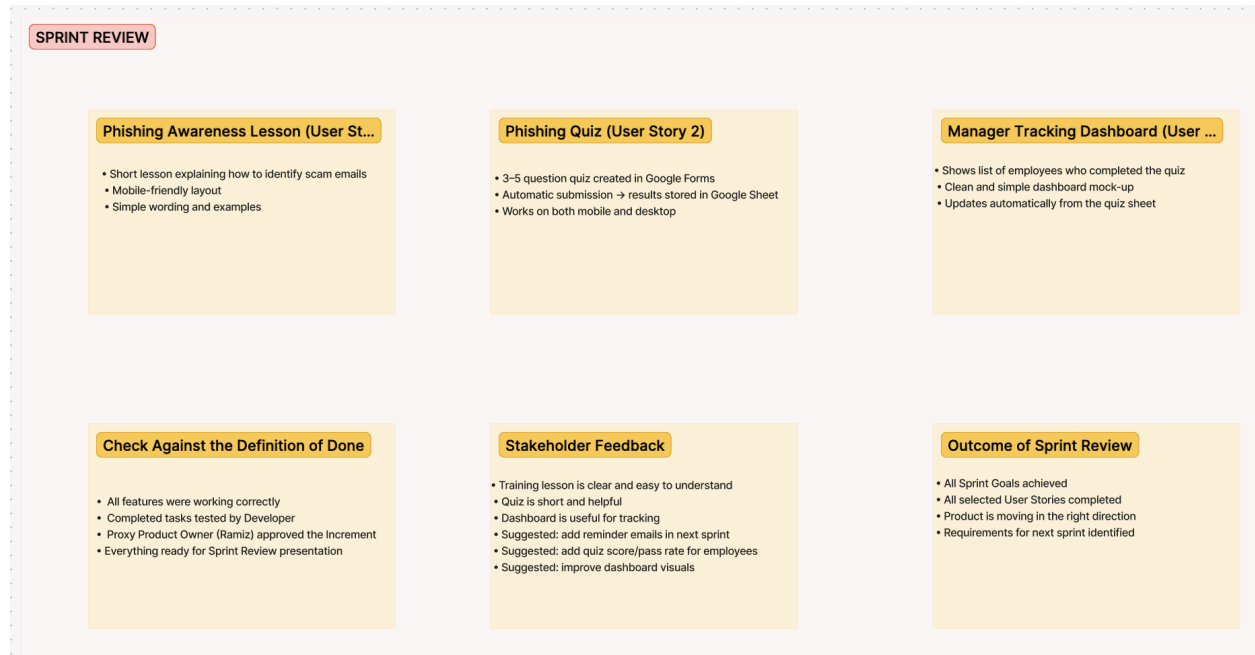 SPRINT REVIEW
Phishing Awareness Lesson (User St...
• Short lesson explaining how to identify scam emails
• Mobile-friendly layout
• Simple wording and examples
Phishing Quiz (User Story 2)
• 3–5 question quiz created in Google Forms
• Automatic submission → results stored in Google Sheet
• Works on both mobile and desktop
Manager Tracking Dashboard (User ...
• Shows list of employees who completed the quiz
• Clean and simple dashboard mock-up
• Updates automatically from the quiz sheet
Check Against the Definition of Done
• All features were working correctly
• Completed tasks tested by Developer
• Proxy Product Owner (Ramiz) approved the Increment
• Everything ready for Sprint Review presentation
Stakeholder Feedback
• Training lesson is clear and easy to understand
• Quiz is short and helpful
• Dashboard is useful for tracking
• Suggested: add reminder emails in next sprint
• Suggested: add quiz score/pass rate for employees
• Suggested: improve dashboard visuals
Outcome of Sprint Review
• All Sprint Goals achieved
• All selected User Stories completed
• Product is moving in the right direction
• Requirements for next sprint identified